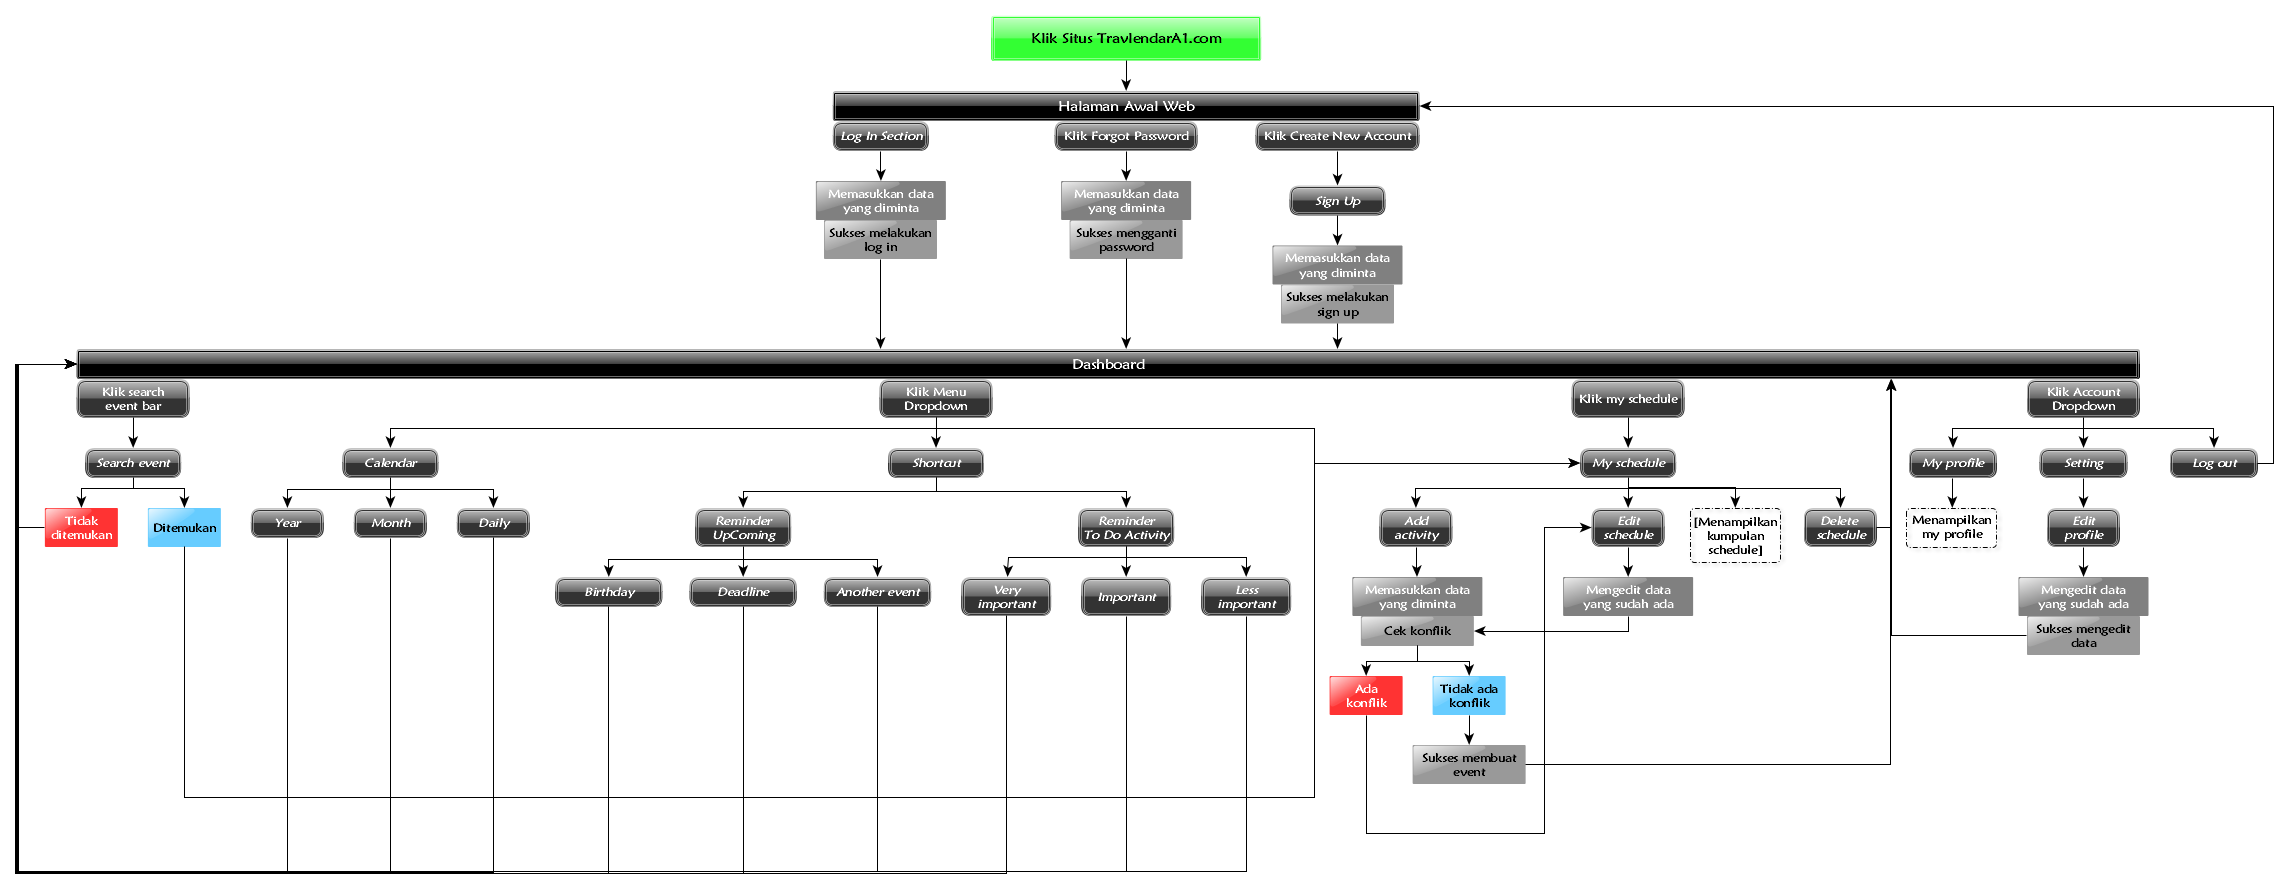 Klik Situs TravlendarA1.com
Halaman Awal Web
Log In Section
Klik Forgot Password
Klik Create New Account
Memasukkan data
yang diminta
Sukses melakukan
log in
Memasukkan data
yang diminta
Sukses mengganti
password
Sign Up
Memasukkan data
yang diminta
Sukses melakukan
sign up
Dashboard
Klik search
event bar
Klik Menu
Dropdown
Klik my schedule
Klik Account
Dropdown
Search event
Calendar
Shortcut
My schedule
My profile
Setting
Log out
Tidak
ditemukan
Ditemukan
Year
Month
Daily
Reminder
UpComing
Reminder
To Do Activity
Add
activity
Edit
schedule
[Menampilkan
kumpulan
schedule]
Delete
schedule
Menampilkan
my profile
Edit
profile
Birthday
Deadline
Another event
Very
important
Important
Less
important
Memasukkan data
yang diminta
Cek konflik
Mengedit data
yang sudah ada
Mengedit data
yang sudah ada
Sukses mengedit
data
Ada
konflik
Tidak ada
konflik
Sukses membuat
event